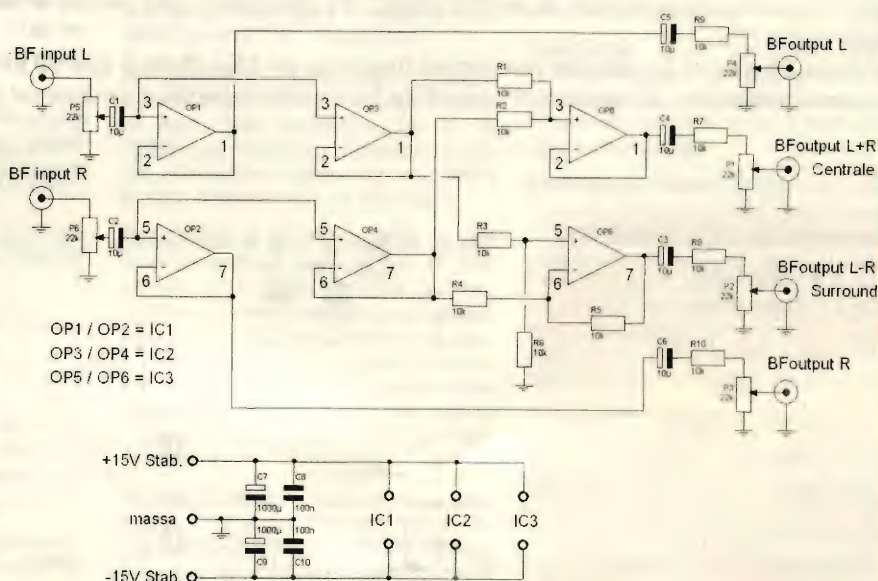 BF input L
P5
22k
C1
10µ
3
2
OP1
1
3
2
OP3
1
R1
10k
R2
10k
3
2
OP6
1
C5
10µ
R9
10k
P4
22k
BFoutput L
C4
10µ
R7
10k
P1
22k
BFoutput L+R
Centrale
BF input R
P6
22k
C2
10µ
5
6
OP2
7
5
6
OP4
7
R3
10k
R4
10k
5
6
7
R5
10k
R6
10k
C3
10µ
R8
10k
P2
22k
BFoutput L-R
Surround
C6
10µ
R10
10k
P3
22k
BFoutput R
OP1 / OP2 = IC1
OP3 / OP4 = IC2
OP5 / OP6 = IC3
+15V Stab.
C7
1000µ
C8
100n
massa
1000µ
C9
100n
C10
IC1
IC2
IC3
-15V Stab.